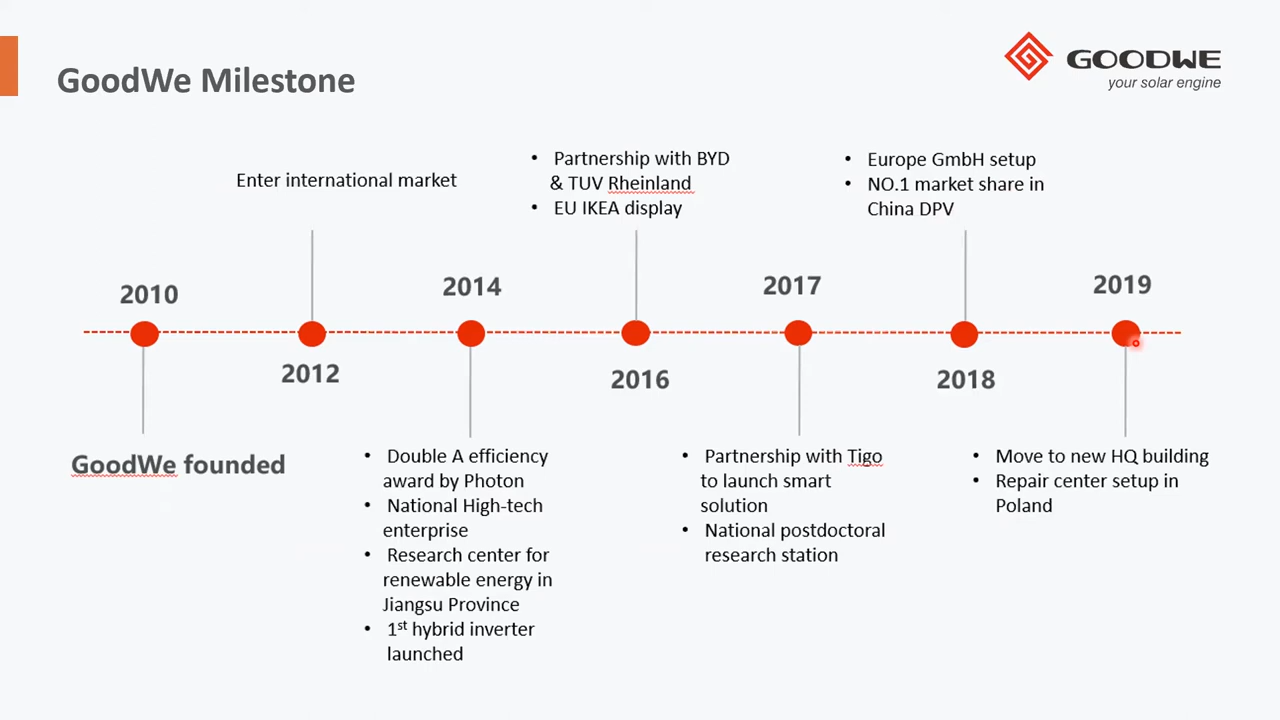 GoodWe Milestone
GOODWE
your solar engine
Enter international market
• Partnership with BYD
& TUV Rheinland
• EU IKEA display
• Europe GmbH setup
• NO.1 market share in
China DPV
2010
2014
2017
2019
2012
2016
2018
GoodWe founded
• Double A efficiency
award by Photon
• National High-tech
enterprise
• Research center for
renewable energy in
Jiangsu Province
• 1st hybrid inverter
launched
• Partnership with Tigo
to launch smart
solution
• National postdoctoral
research station
• Move to new HQ building
• Repair center setup in
Poland